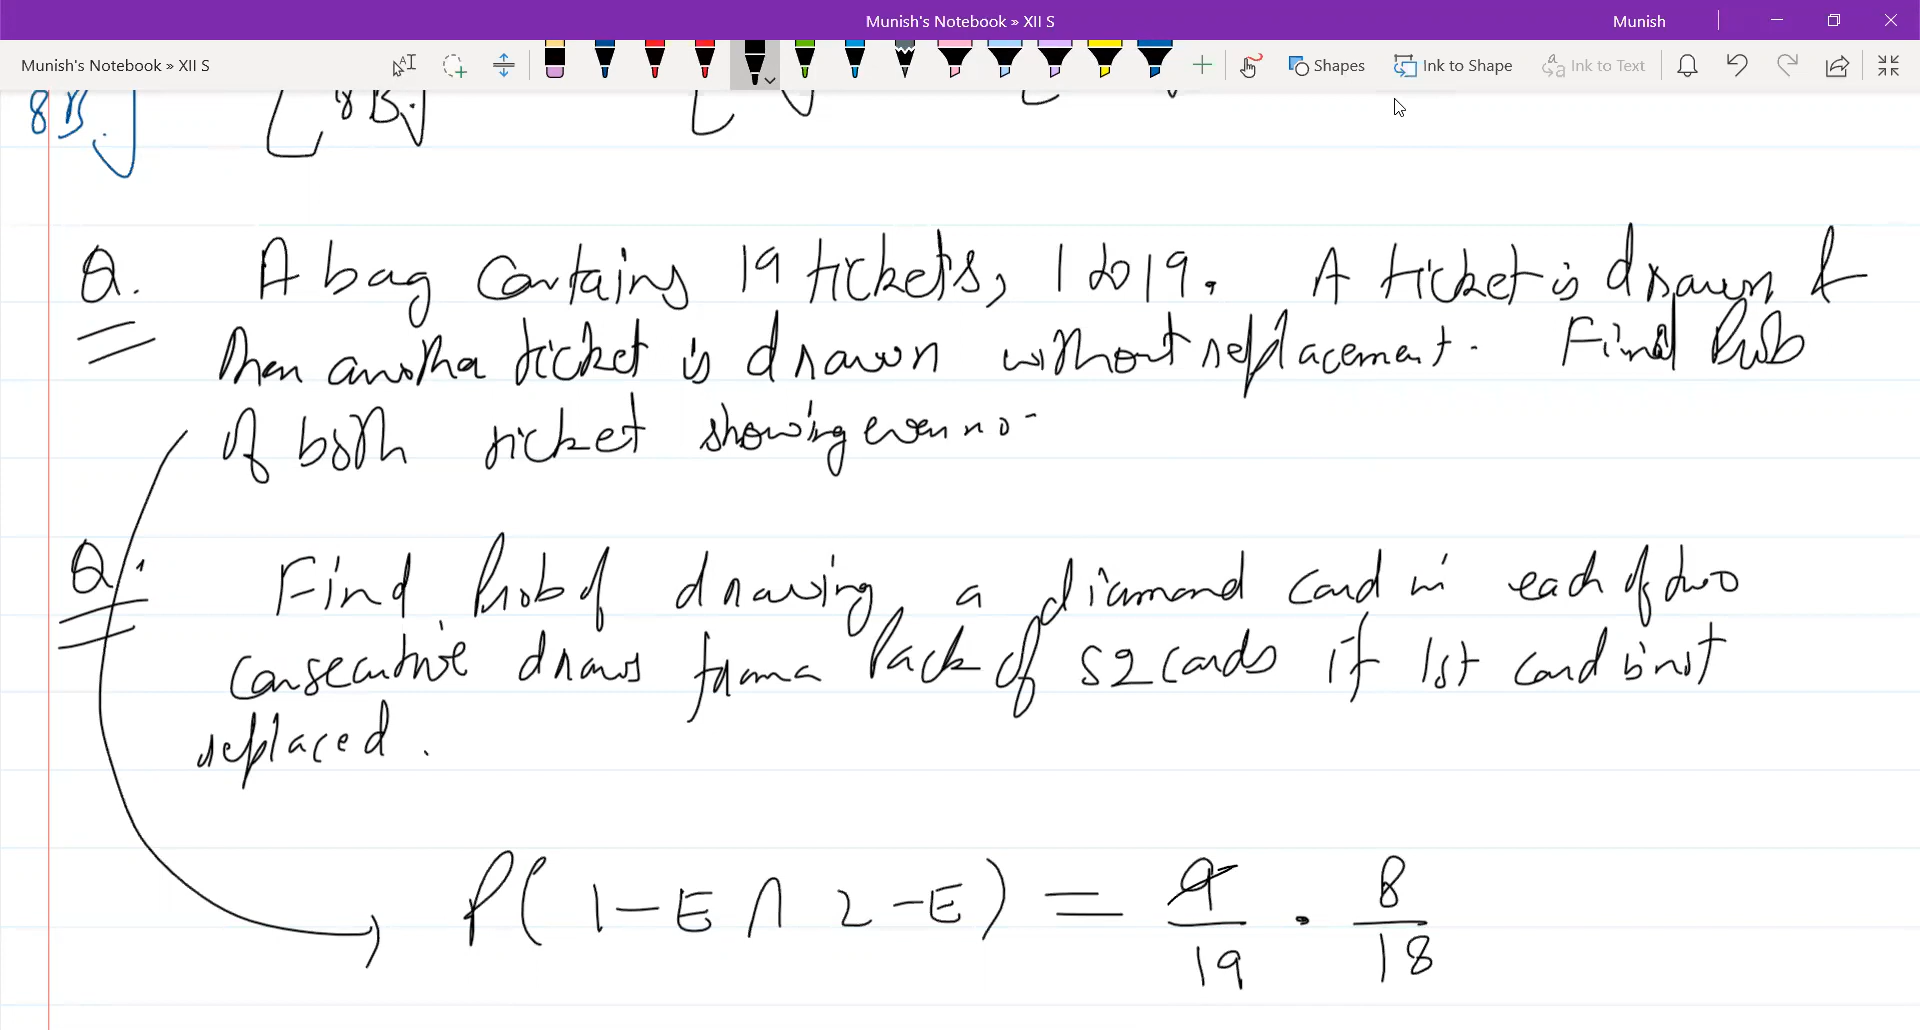 Munish's Notebook » XII S
Munish
Munish's Notebook » XII S
Shapes
Ink to Shape
Ink to Text
8B
8B
Q. A bag contains 19 tickets, 1 to 19. A ticket is drawn &
then another ticket is drawn without replacement. Find Prob
of both ticket showing even no.
Q. Find Prob of drawing a diamond card in each of two
consecutive draws from a Pack of 52 cards if 1st card is not
replaced.
P( 1-E ∩ 2-E ) = 9/19 . 8/18